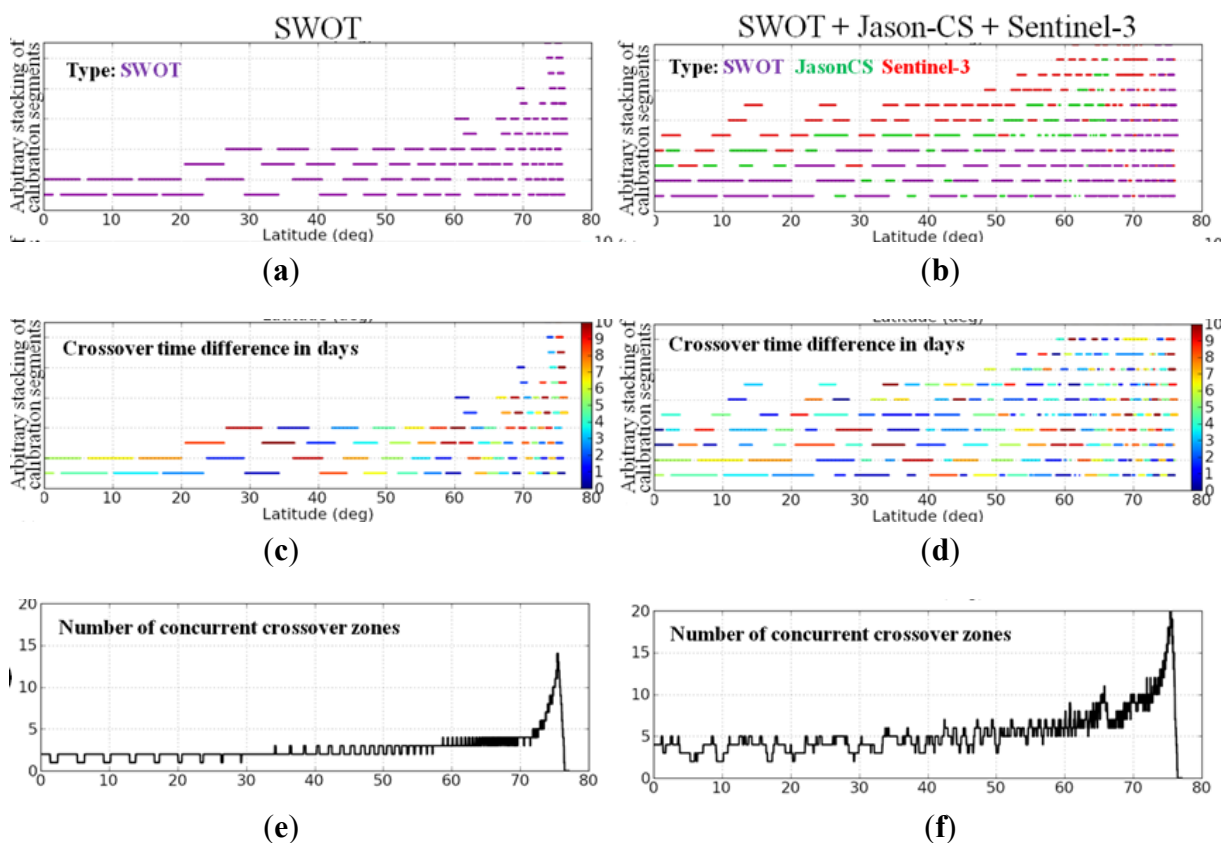 SWOT
SWOT + Jason-CS + Sentinel-3
Arbitrary stacking of
calibration segments
Type: SWOT
0 10 20 30 40 50 60 70 80
Latitude (deg)
(a)
Arbitrary stacking of
calibration segments
Type: SWOT JasonCS Sentinel-3
0 10 20 30 40 50 60 70 80
Latitude (deg)
(b)
Arbitrary stacking of
calibration segments
Crossover time difference in days
10
9
8
7
6
5
4
3
2
1
0
0 10 20 30 40 50 60 70 80
Latitude (deg)
(c)
Arbitrary stacking of
calibration segments
Crossover time difference in days
10
9
8
7
6
5
4
3
2
1
0
0 10 20 30 40 50 60 70 80
Latitude (deg)
(d)
Number of concurrent crossover zones
20
15
10
5
0
0 10 20 30 40 50 60 70 80
(e)
Number of concurrent crossover zones
20
15
10
5
0
0 10 20 30 40 50 60 70 80
(f)